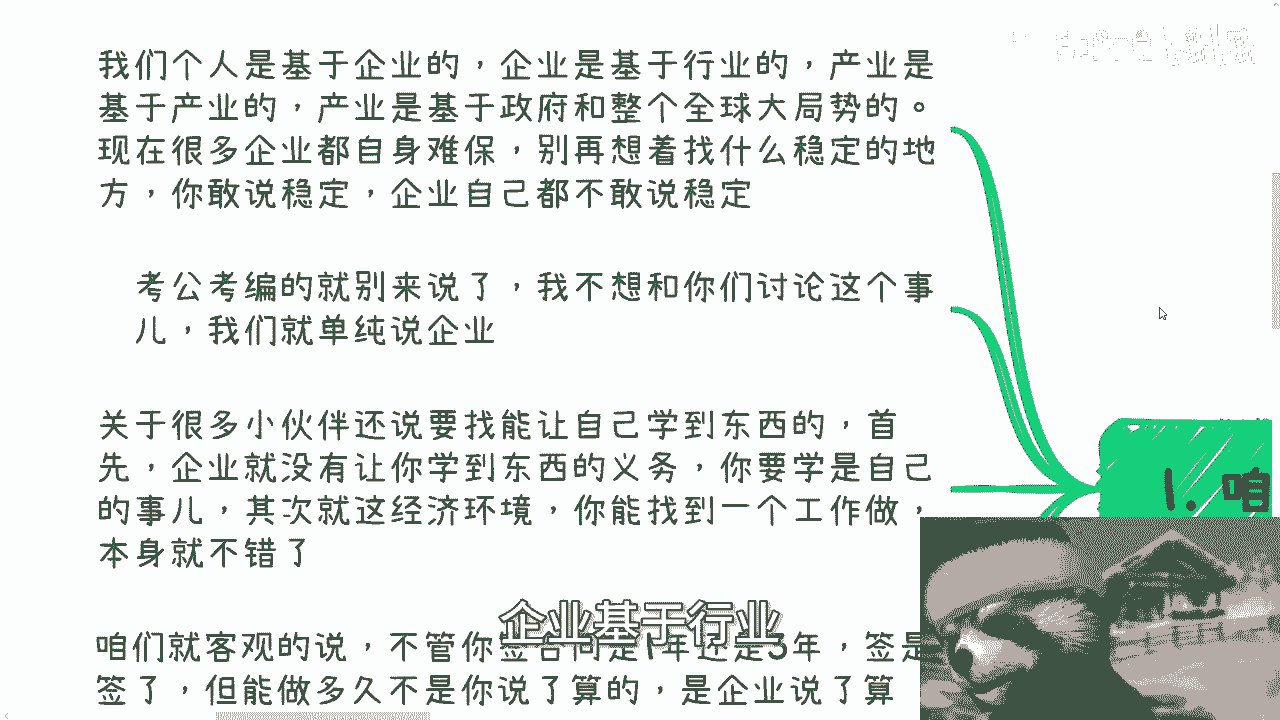 我们个人是基于企业的，企业是基于行业的，产业是
基于产业的，产业是基于政府和整个全球大局势的。
现在很多企业都自身难保，别再想着找什么稳定的地
方，你敢说稳定，企业自己都不敢说稳定
考公考编的就别来说了，我不想和你们讨论这个事
儿，我们就单纯说企业
关于很多小伙伴还说要找能让自己学到东西的，首
先，企业就没有让你学到东西的义务，你要学是自己
的事儿，其次就这经济环境，你能找到一个工作做，
本身就不错了
1. 咱
企业基于行业
咱们就客观的说，不管你签合同是1年还是3年，签是
签了，但能做多久不是你说了算的，是企业说了算